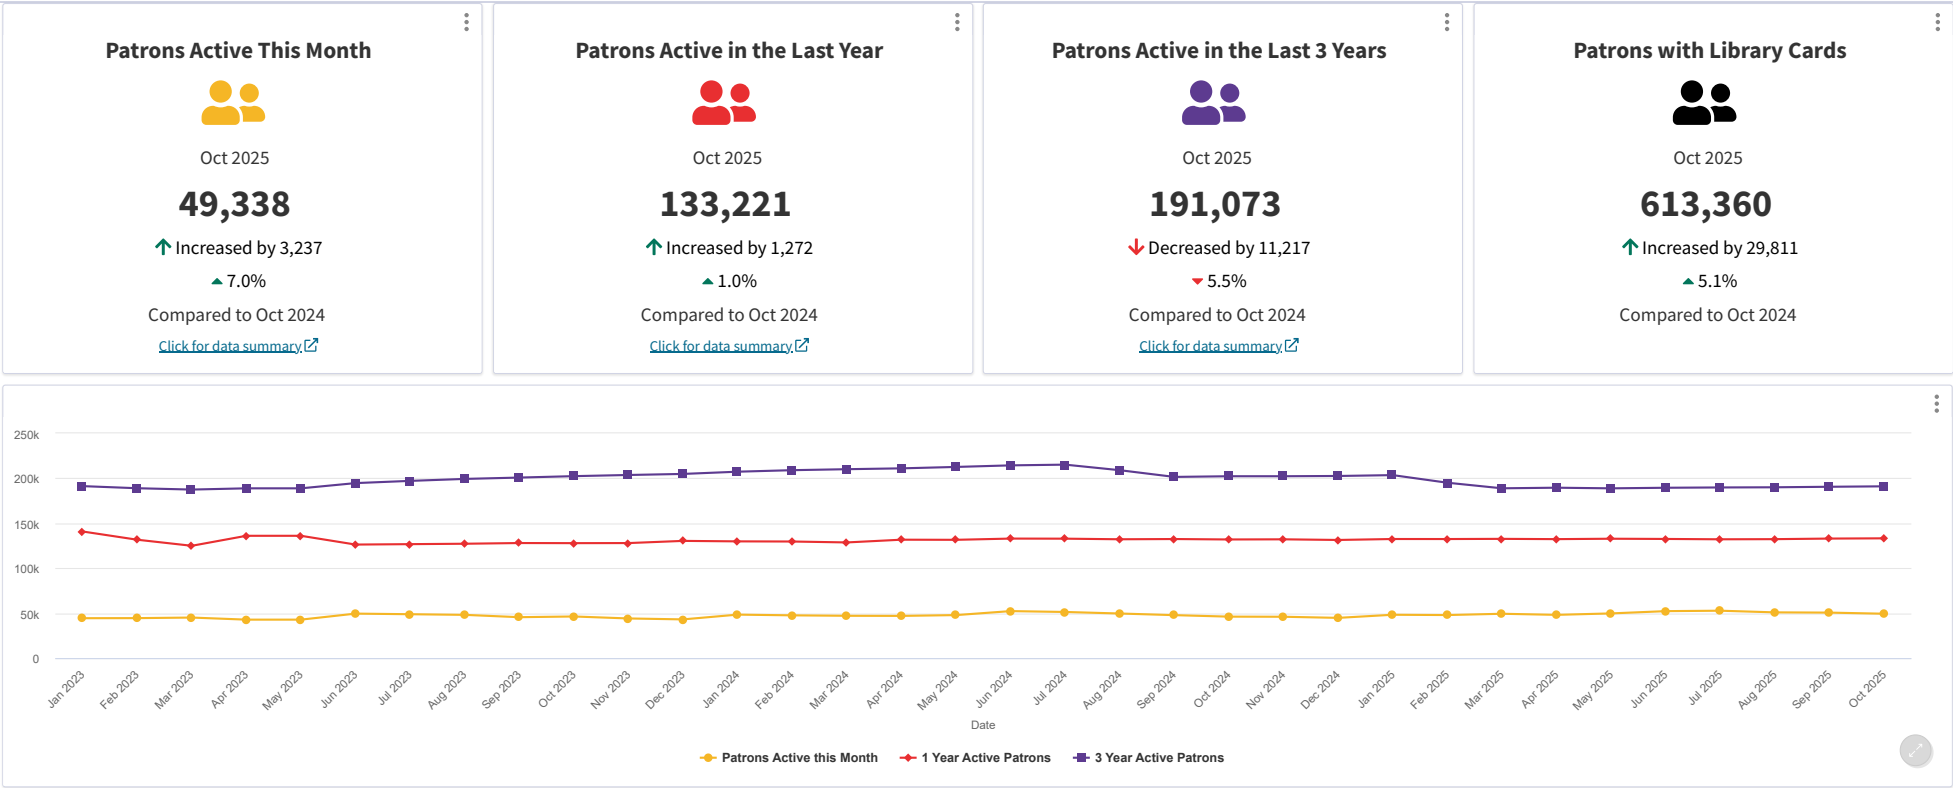 Patrons Active This Month
Oct 2025
49,338
Increased by 3,237
7.0%
Compared to Oct 2024
Click for data summary
Patrons Active in the Last Year
Oct 2025
133,221
Increased by 1,272
1.0%
Compared to Oct 2024
Click for data summary
Patrons Active in the Last 3 Years
Oct 2025
191,073
Decreased by 11,217
5.5%
Compared to Oct 2024
Click for data summary
Patrons with Library Cards
Oct 2025
613,360
Increased by 29,811
5.1%
Compared to Oct 2024
250k
200k
150k
100k
50k
0
Jan 2023
Feb 2023
Mar 2023
Apr 2023
May 2023
Jun 2023
Jul 2023
Aug 2023
Sep 2023
Oct 2023
Nov 2023
Dec 2023
Jan 2024
Feb 2024
Mar 2024
Apr 2024
May 2024
Jun 2024
Jul 2024
Aug 2024
Sep 2024
Oct 2024
Nov 2024
Dec 2024
Jan 2025
Feb 2025
Mar 2025
Apr 2025
May 2025
Jun 2025
Jul 2025
Aug 2025
Sep 2025
Oct 2025
Date
Patrons Active this Month
1 Year Active Patrons
3 Year Active Patrons